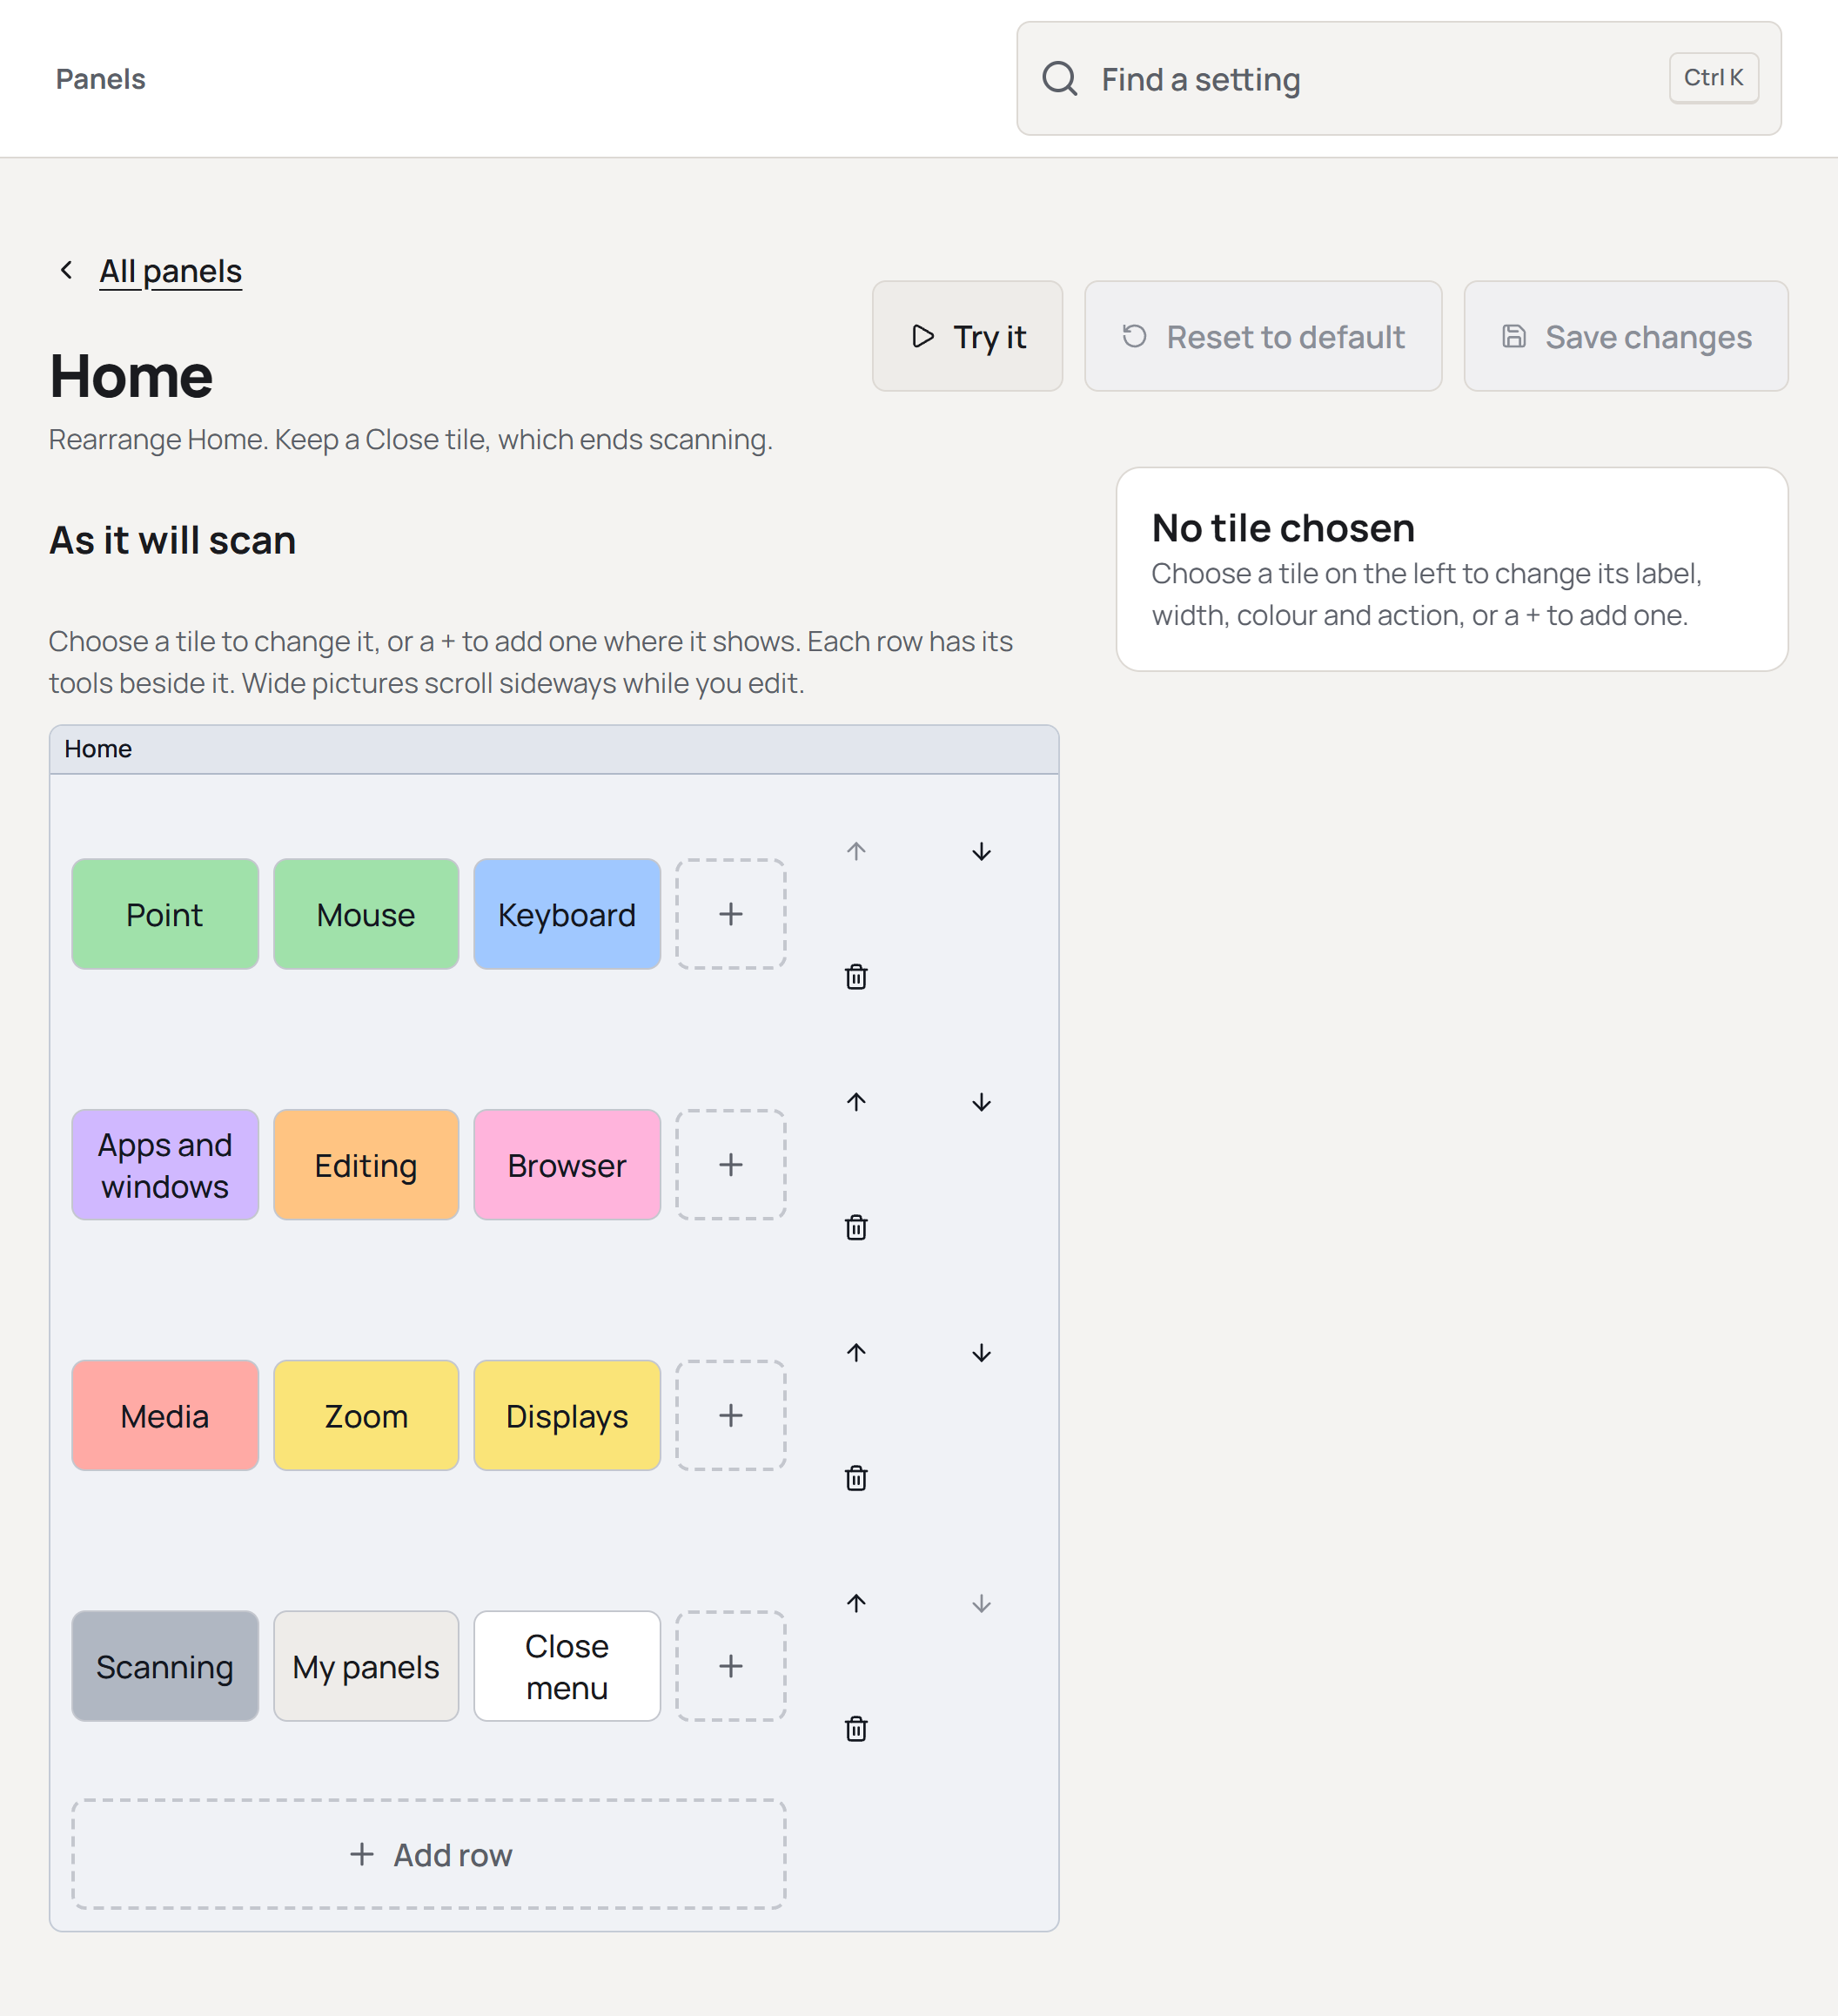 Panels
Find a setting
Ctrl K
All panels
Try it
Reset to default
Save changes
Home
Rearrange Home. Keep a Close tile, which ends scanning.
As it will scan
No tile chosen
Choose a tile on the left to change its label,
width, colour and action, or a + to add one.
Choose a tile to change it, or a + to add one where it shows. Each row has its
tools beside it. Wide pictures scroll sideways while you edit.
Home
Point
Mouse
Keyboard
+
Apps and
windows
Editing
Browser
+
Media
Zoom
Displays
+
Scanning
My panels
Close
menu
+
+ Add row